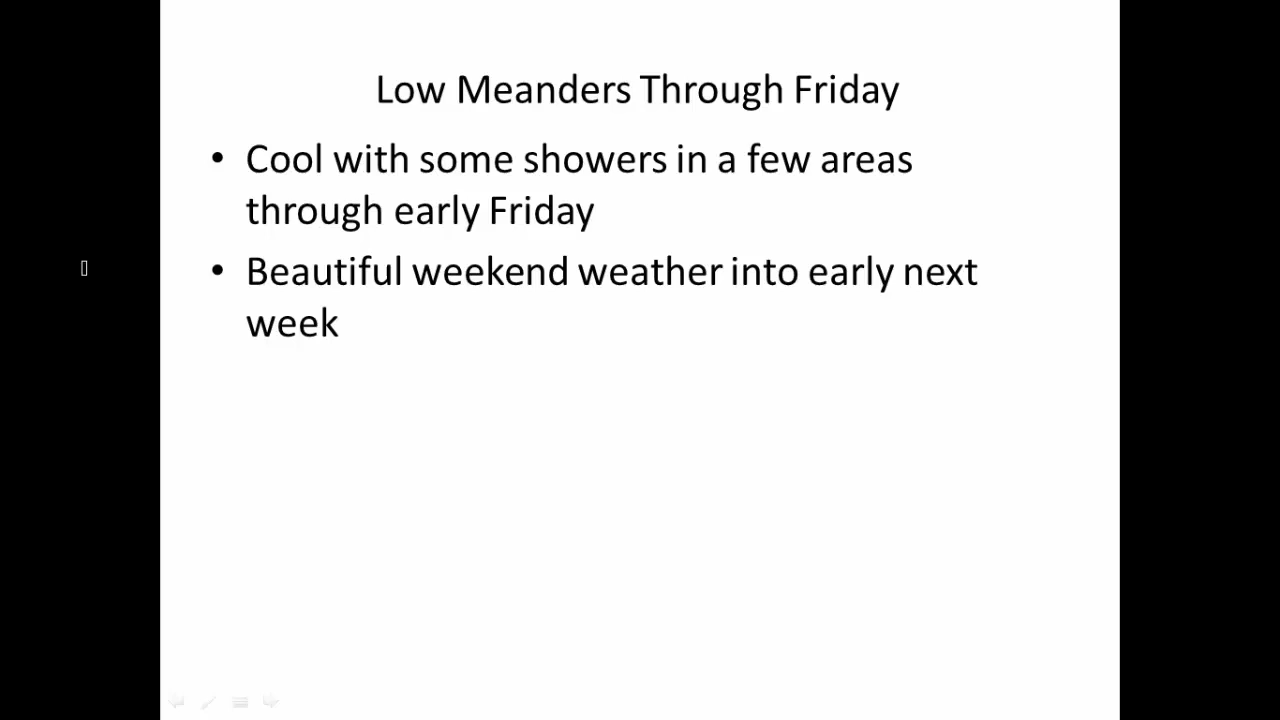 Low Meanders Through Friday
• Cool with some showers in a few areas
through early Friday
• Beautiful weekend weather into early next
week